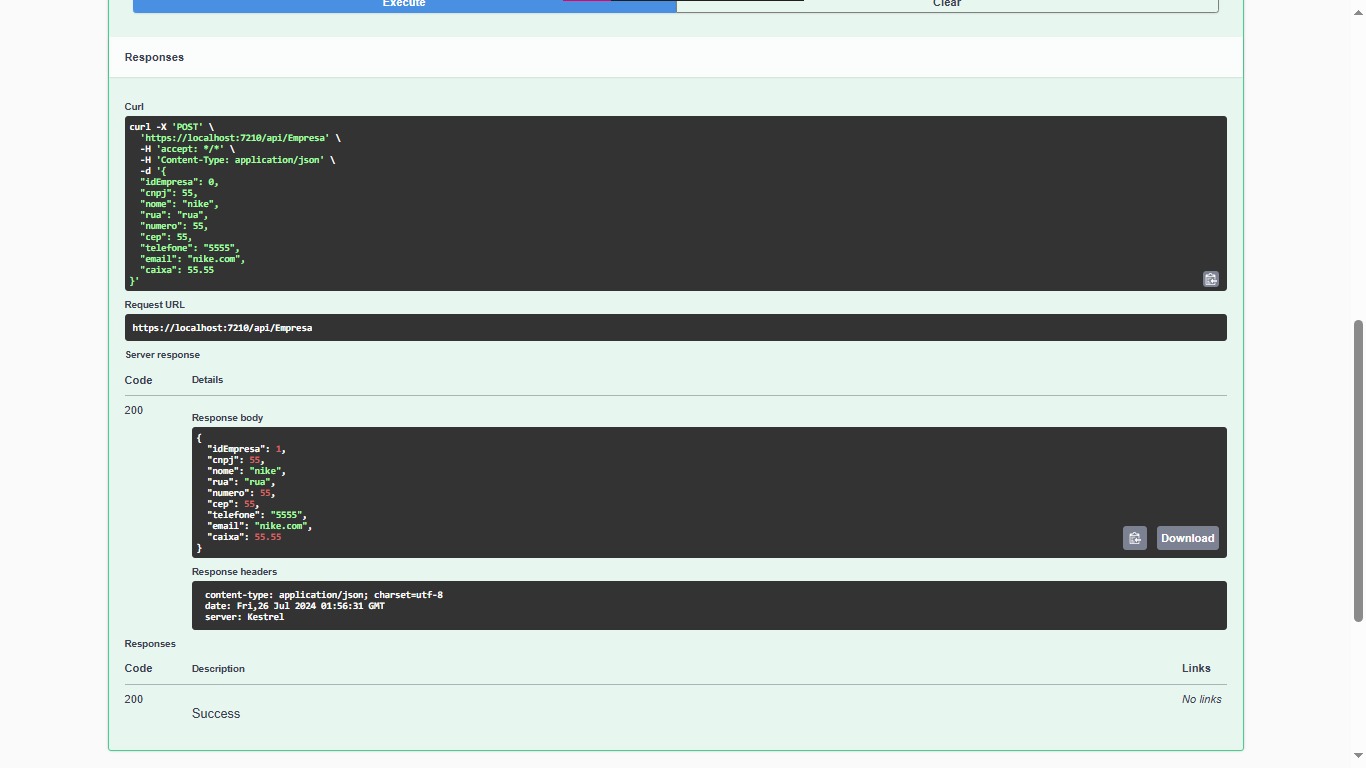 Execute
Clear
Responses
Curl
curl -X 'POST' \
'https://localhost:7210/api/Empresa' \
-H 'accept: */*' \
-H 'Content-Type: application/json' \
-d '{
"idEmpresa": 0,
"cnpj": 55,
"nome": "nike",
"rua": "rua",
"numero": 55,
"cep": 55,
"telefone": "5555",
"email": "nike.com",
"caixa": 55.55
}'
Request URL
https://localhost:7210/api/Empresa
Server response
Code Details
200
Response body
{
"idEmpresa": 1,
"cnpj": 55,
"nome": "nike",
"rua": "rua",
"numero": 55,
"cep": 55,
"telefone": "5555",
"email": "nike.com",
"caixa": 55.55
}
Download
Response headers
content-type: application/json; charset=utf-8
date: Fri,26 Jul 2024 01:56:31 GMT
server: Kestrel
Responses
Code Description Links
200 No links
Success